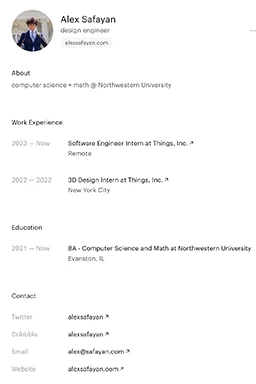 Alex Safayan
design engineer
alexsafayan.com
...
About
computer science + math @ Northwestern University
Work Experience
2023 — Now Software Engineer Intern at Things, Inc. ↗
Remote
2022 — 2022 3D Design Intern at Things, Inc. ↗
New York City
Education
2021 — Now BA - Computer Science and Math at Northwestern University
Evanston, IL
Contact
Twitter alexsafayan ↗
Dribbble alexsafayan ↗
Email alex@safayan.com ↗
Website alexsafayan.com ↗